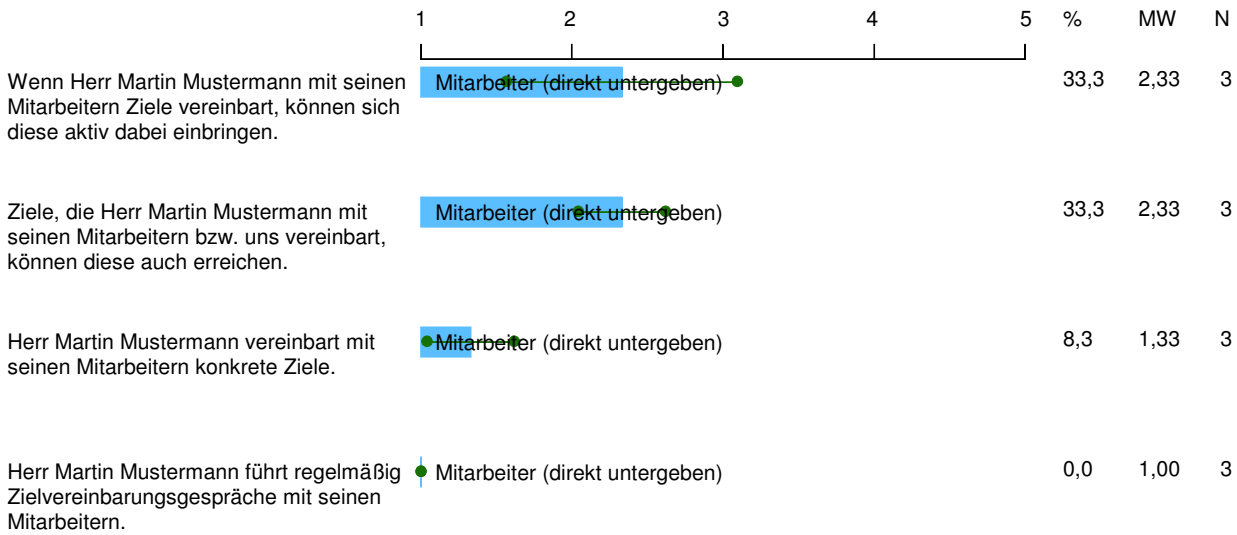 1 2 3 4 5 % MW N
Wenn Herr Martin Mustermann mit seinen Mitarbeiter (direkt untergeben) 33,3 2,33 3
Mitarbeitern Ziele vereinbart, können sich
diese aktiv dabei einbringen.
Ziele, die Herr Martin Mustermann mit Mitarbeiter (direkt untergeben) 33,3 2,33 3
seinen Mitarbeitern bzw. uns vereinbart,
können diese auch erreichen.
Herr Martin Mustermann vereinbart mit Mitarbeiter (direkt untergeben) 8,3 1,33 3
seinen Mitarbeitern konkrete Ziele.
Herr Martin Mustermann führt regelmäßig Mitarbeiter (direkt untergeben) 0,0 1,00 3
Zielvereinbarungsgespräche mit seinen
Mitarbeitern.